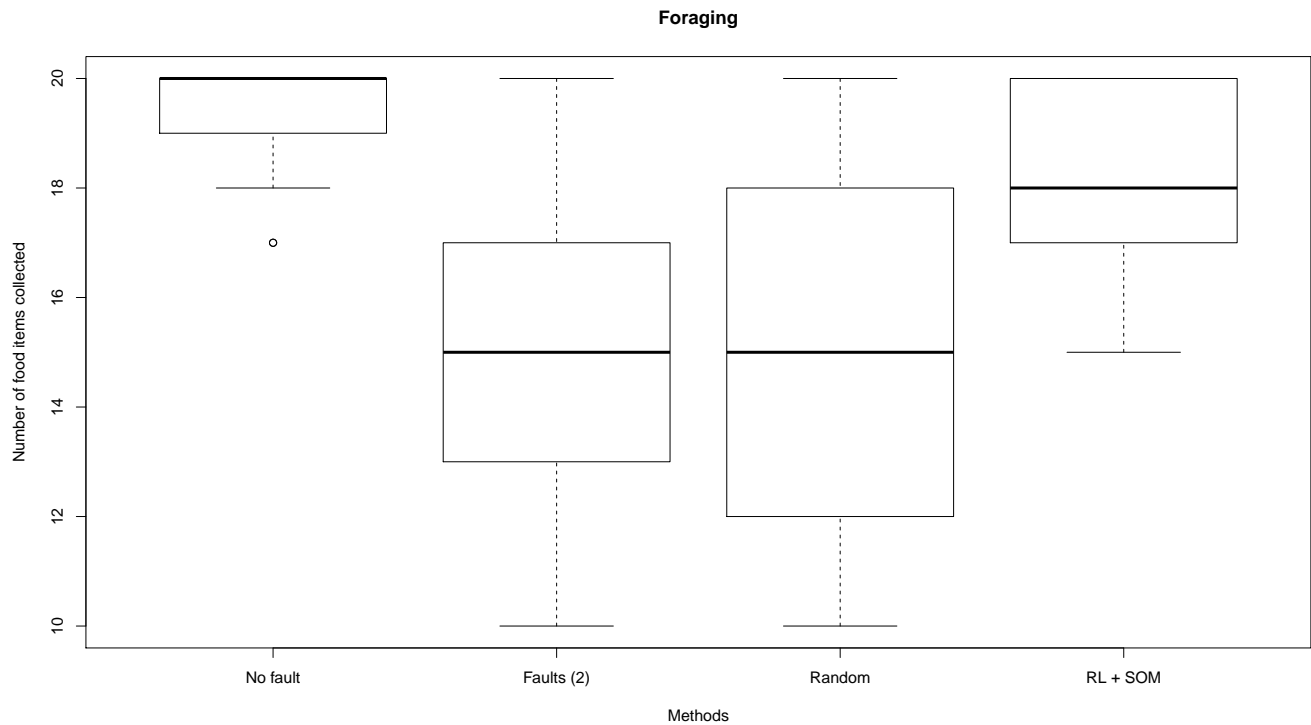 Foraging
Number of food items collected
20
18
16
14
12
10
No fault
Faults (2)
Random
RL + SOM
Methods